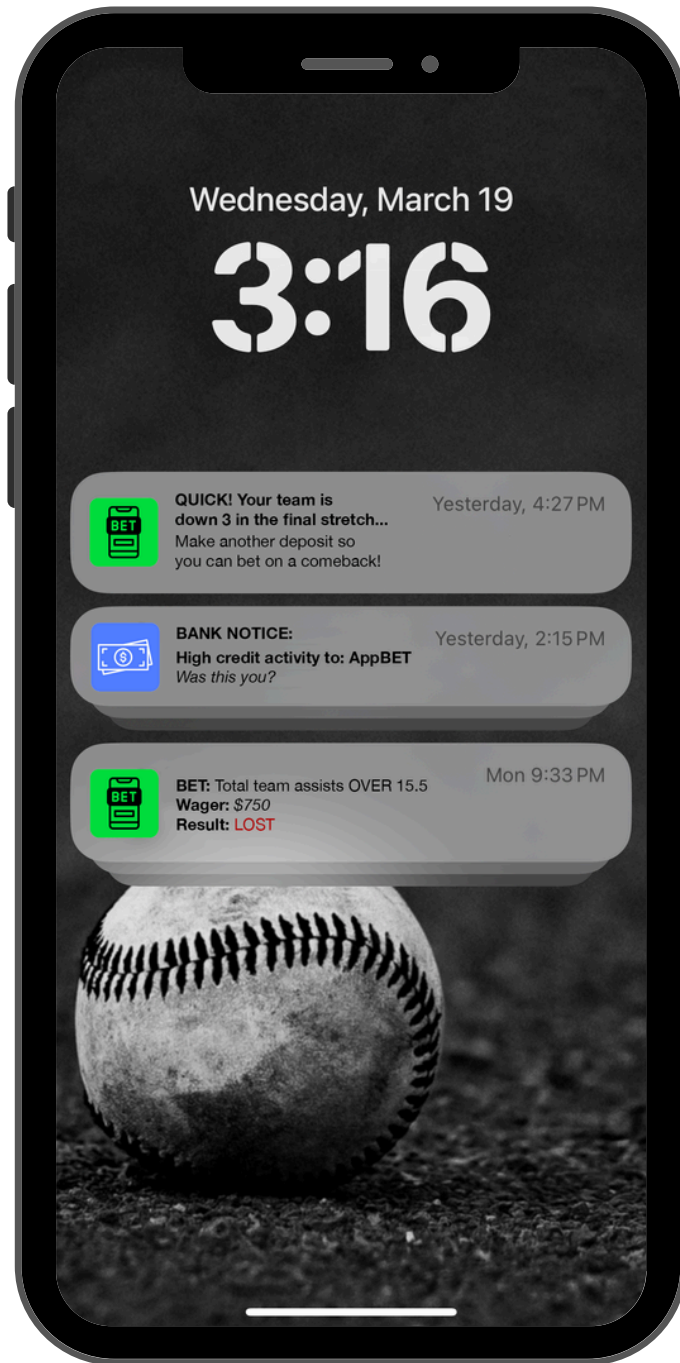 Wednesday, March 19
3:16
QUICK! Your team is
down 3 in the final stretch...
Yesterday, 4:27 PM
Make another deposit so
you can bet on a comeback!
BET
BANK NOTICE:
Yesterday, 2:15 PM
High credit activity to: AppBET
Was this you?
$
Mon 9:33 PM
BET: Total team assists OVER 15.5
Wager: $750
Result: LOST
BET